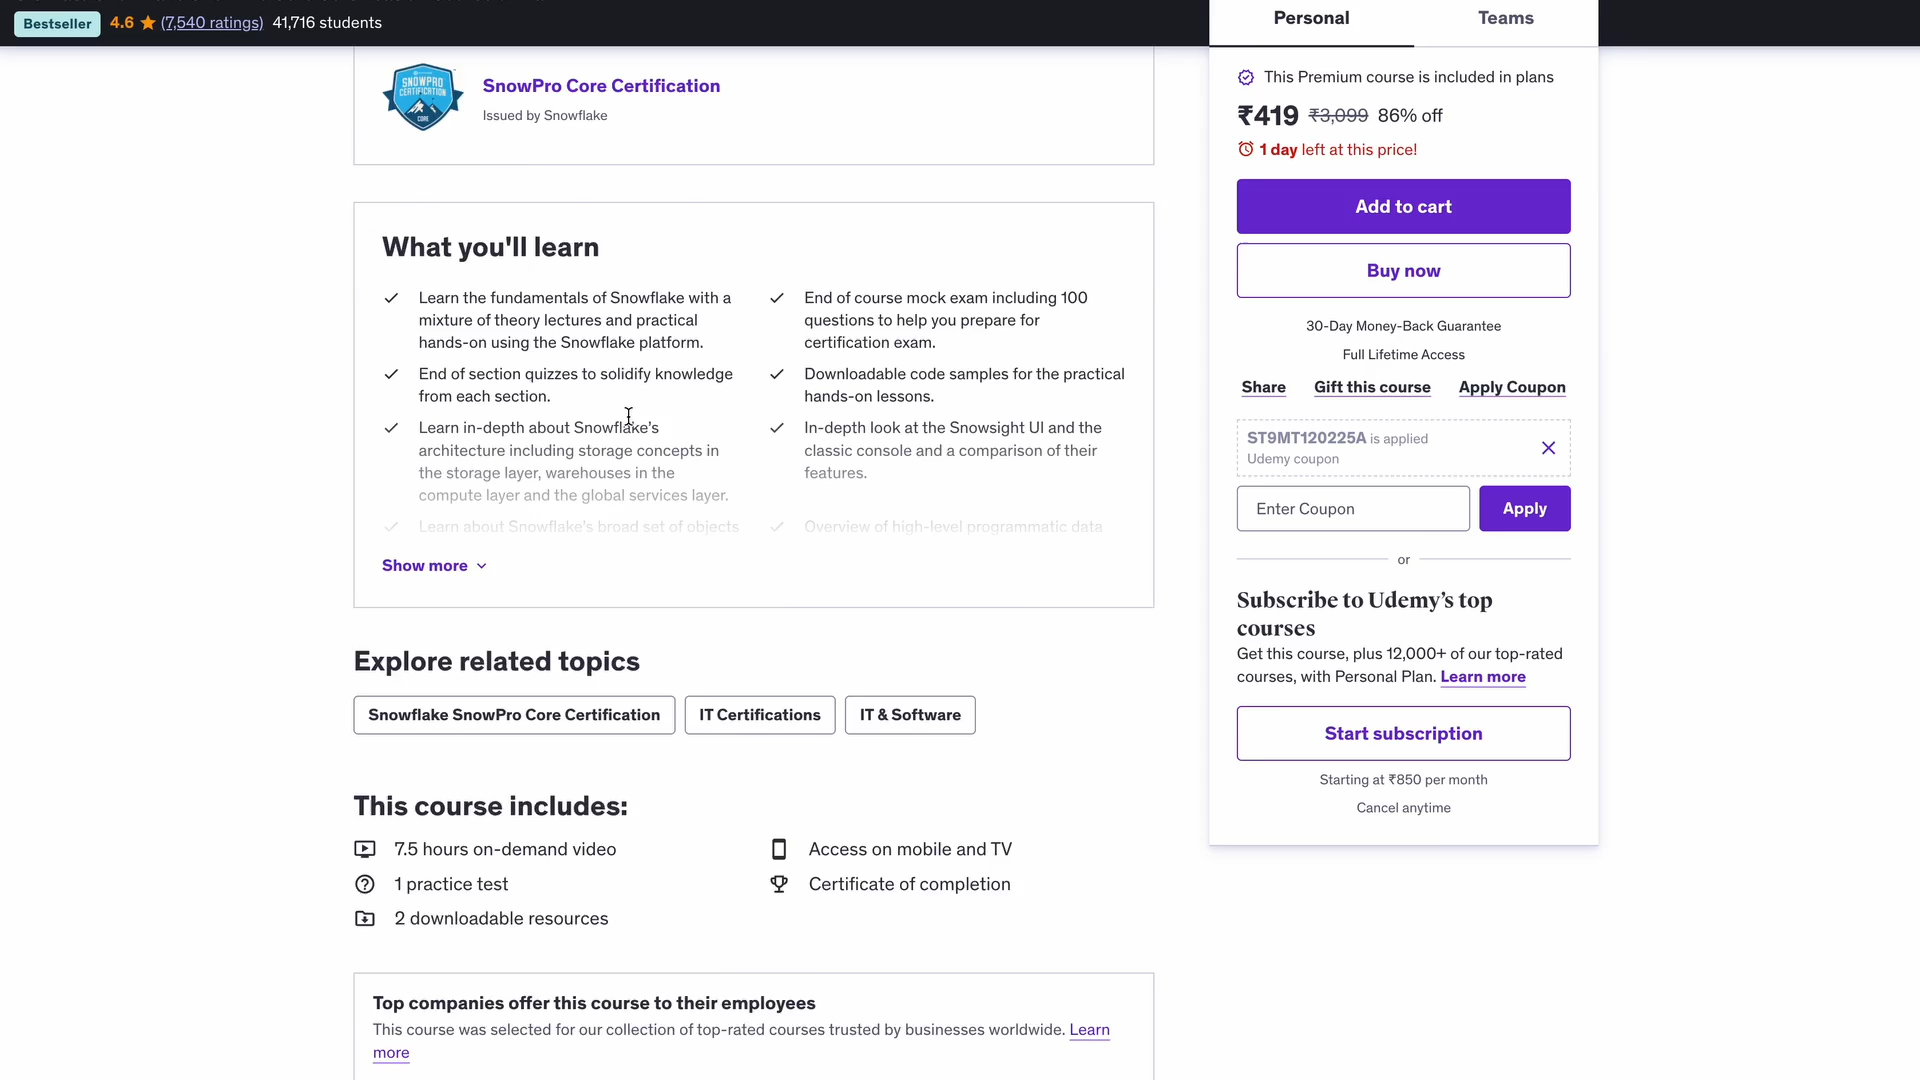 Bestseller 4.6 (7,540 ratings) 41,716 students
SNOWPRO
CERTIFICATION
CORE
SnowPro Core Certification
Issued by Snowflake
What you'll learn
Learn the fundamentals of Snowflake with a
mixture of theory lectures and practical
hands-on using the Snowflake platform.
End of section quizzes to solidify knowledge
from each section.
Learn in-depth about Snowflake's
architecture including storage concepts in
the storage layer, warehouses in the
compute layer and the global services layer.
Learn about Snowflake's broad set of objects
End of course mock exam including 100
questions to help you prepare for
certification exam.
Downloadable code samples for the practical
hands-on lessons.
In-depth look at the Snowsight UI and the
classic console and a comparison of their
features.
Overview of high-level programmatic data
Show more
Explore related topics
Snowflake SnowPro Core Certification
IT Certifications
IT & Software
This course includes:
7.5 hours on-demand video
1 practice test
2 downloadable resources
Access on mobile and TV
Certificate of completion
Top companies offer this course to their employees
This course was selected for our collection of top-rated courses trusted by businesses worldwide. Learn
more
Personal
Teams
This Premium course is included in plans
₹419 ₹3,099 86% off
1 day left at this price!
Add to cart
Buy now
30-Day Money-Back Guarantee
Full Lifetime Access
Share
Gift this course
Apply Coupon
ST9MT120225A is applied
Udemy coupon
Enter Coupon
Apply
or
Subscribe to Udemy’s top
courses
Get this course, plus 12,000+ of our top-rated
courses, with Personal Plan. Learn more
Start subscription
Starting at ₹850 per month
Cancel anytime